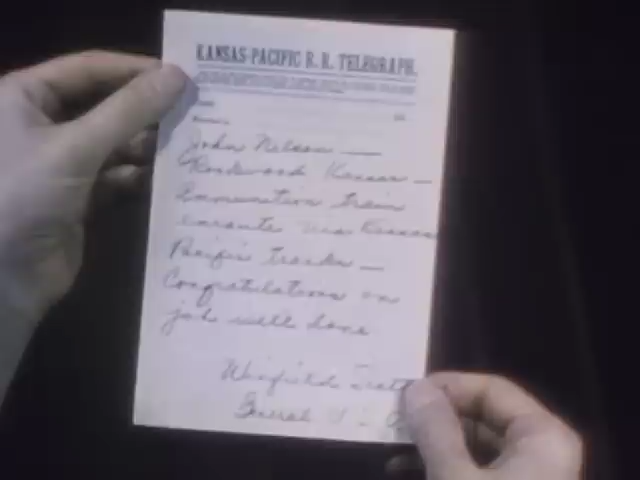 KANSAS-PACIFIC R. R. TELEGRAPH.
John Nelson —
Rosewood Kansas —
Ammunition train
enroute via Kansas
Pacific tracks —
Congratulations on
job well done
Winfield Scott
General U.S.